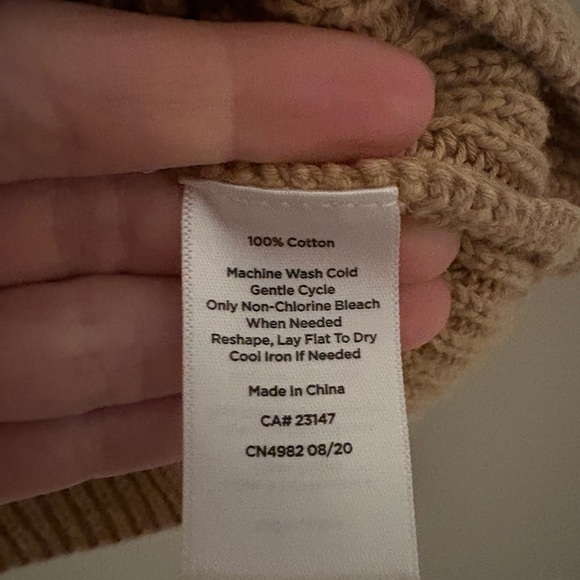 100% Cotton
Machine Wash Cold
Gentle Cycle
Only Non-Chlorine Bleach
When Needed
Reshape, Lay Flat To Dry
Cool Iron If Needed
Made In China
CA# 23147
CN4982 08/20